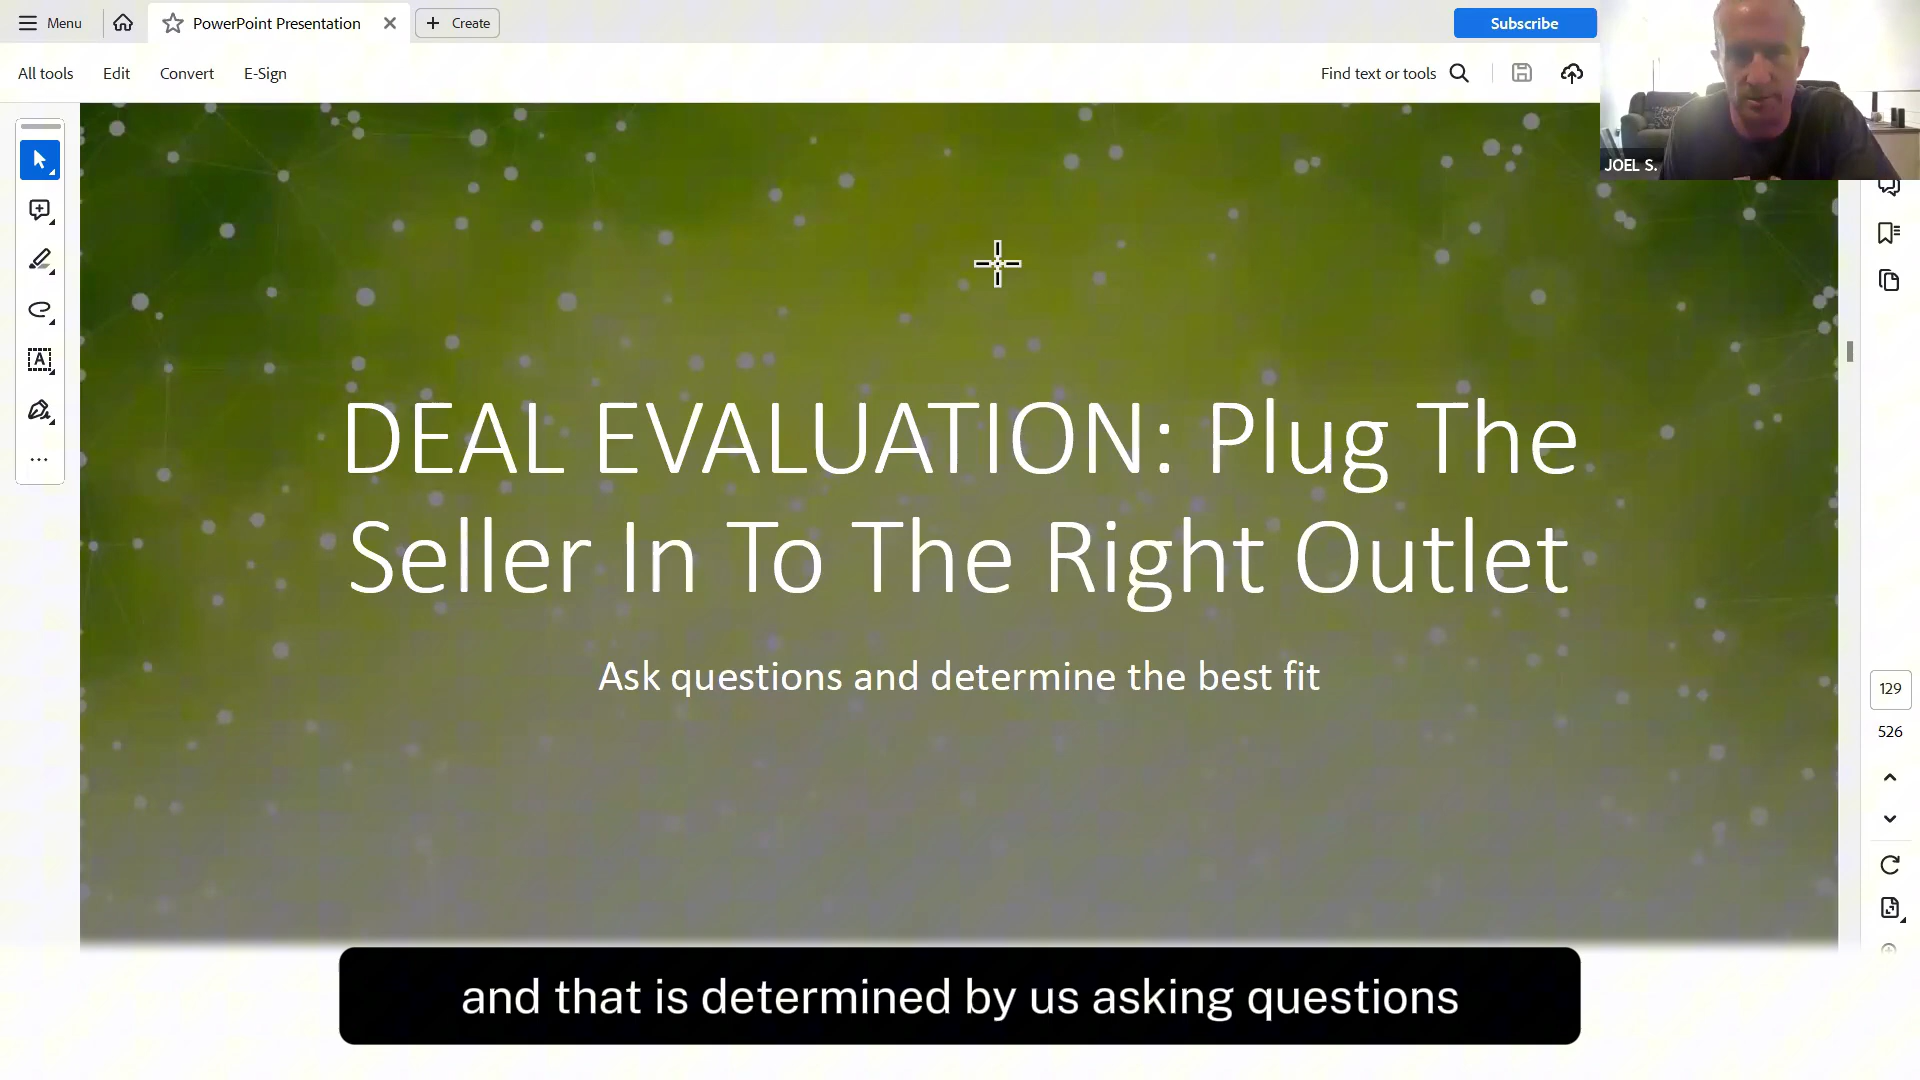 Menu
PowerPoint Presentation
Create
Subscribe
All tools
Edit
Convert
E-Sign
Find text or tools
JOEL S.
DEAL EVALUATION: Plug The
Seller In To The Right Outlet
Ask questions and determine the best fit
129
526
and that is determined by us asking questions